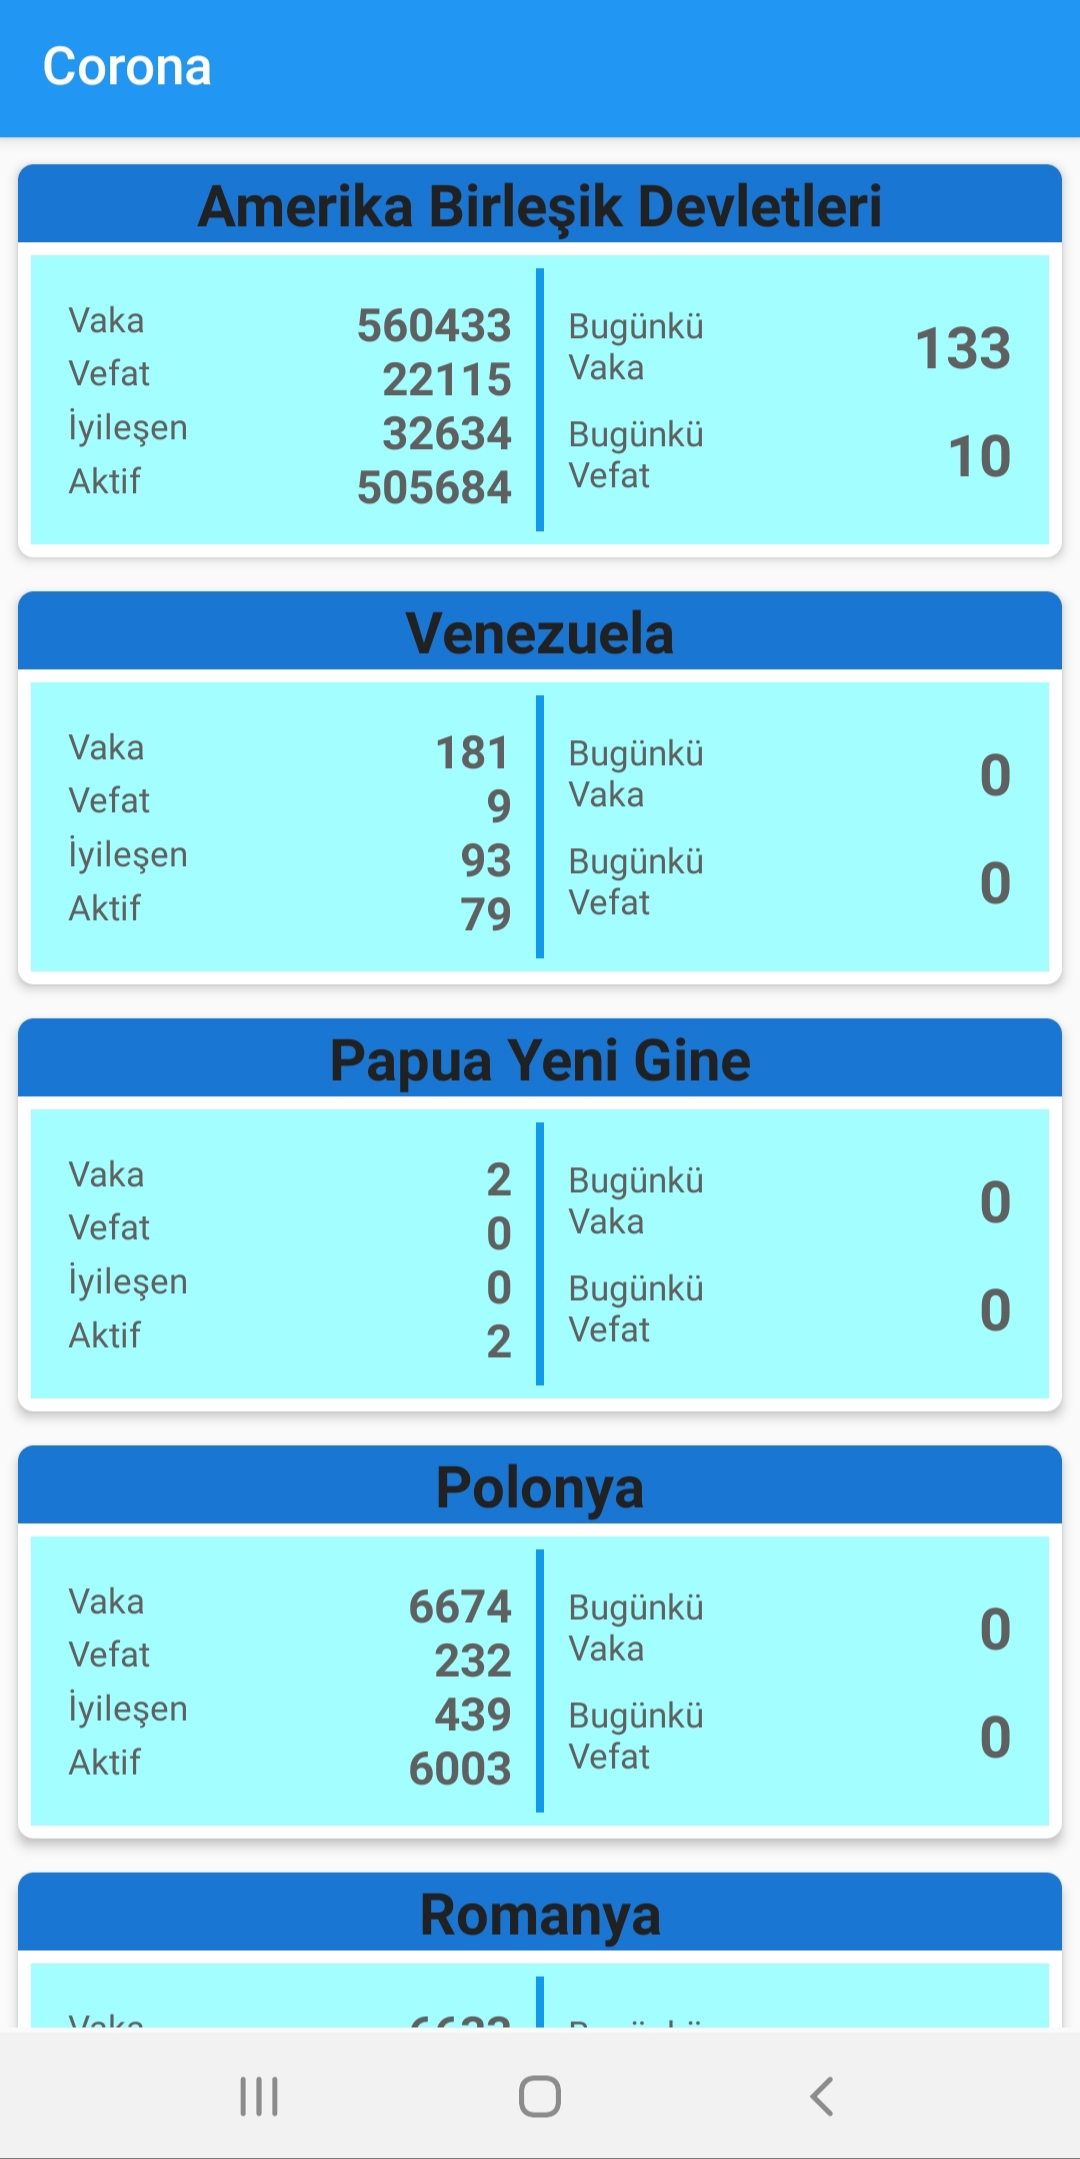 Corona
Amerika Birleşik Devletleri
Vaka 560433
Vefat 22115
İyileşen 32634
Aktif 505684
Bugünkü
Vaka 133
Bugünkü
Vefat 10
Venezuela
Vaka 181
Vefat 9
İyileşen 93
Aktif 79
Bugünkü
Vaka 0
Bugünkü
Vefat 0
Papua Yeni Gine
Vaka 2
Vefat 0
İyileşen 0
Aktif 2
Bugünkü
Vaka 0
Bugünkü
Vefat 0
Polonya
Vaka 6674
Vefat 232
İyileşen 439
Aktif 6003
Bugünkü
Vaka 0
Bugünkü
Vefat 0
Romanya
Vaka
Bugünkü